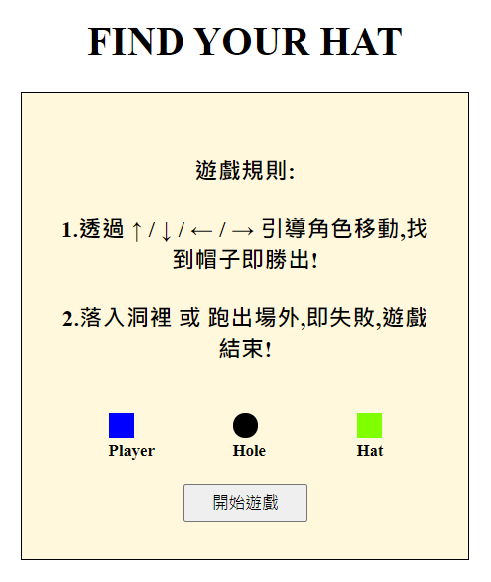 FIND YOUR HAT
遊戲規則:
1.透過 ↑ / ↓ / ← / → 引導角色移動,找
到帽子即勝出!
2.落入洞裡 或 跑出場外,即失敗,遊戲
結束!
Player Hole Hat
開始遊戲